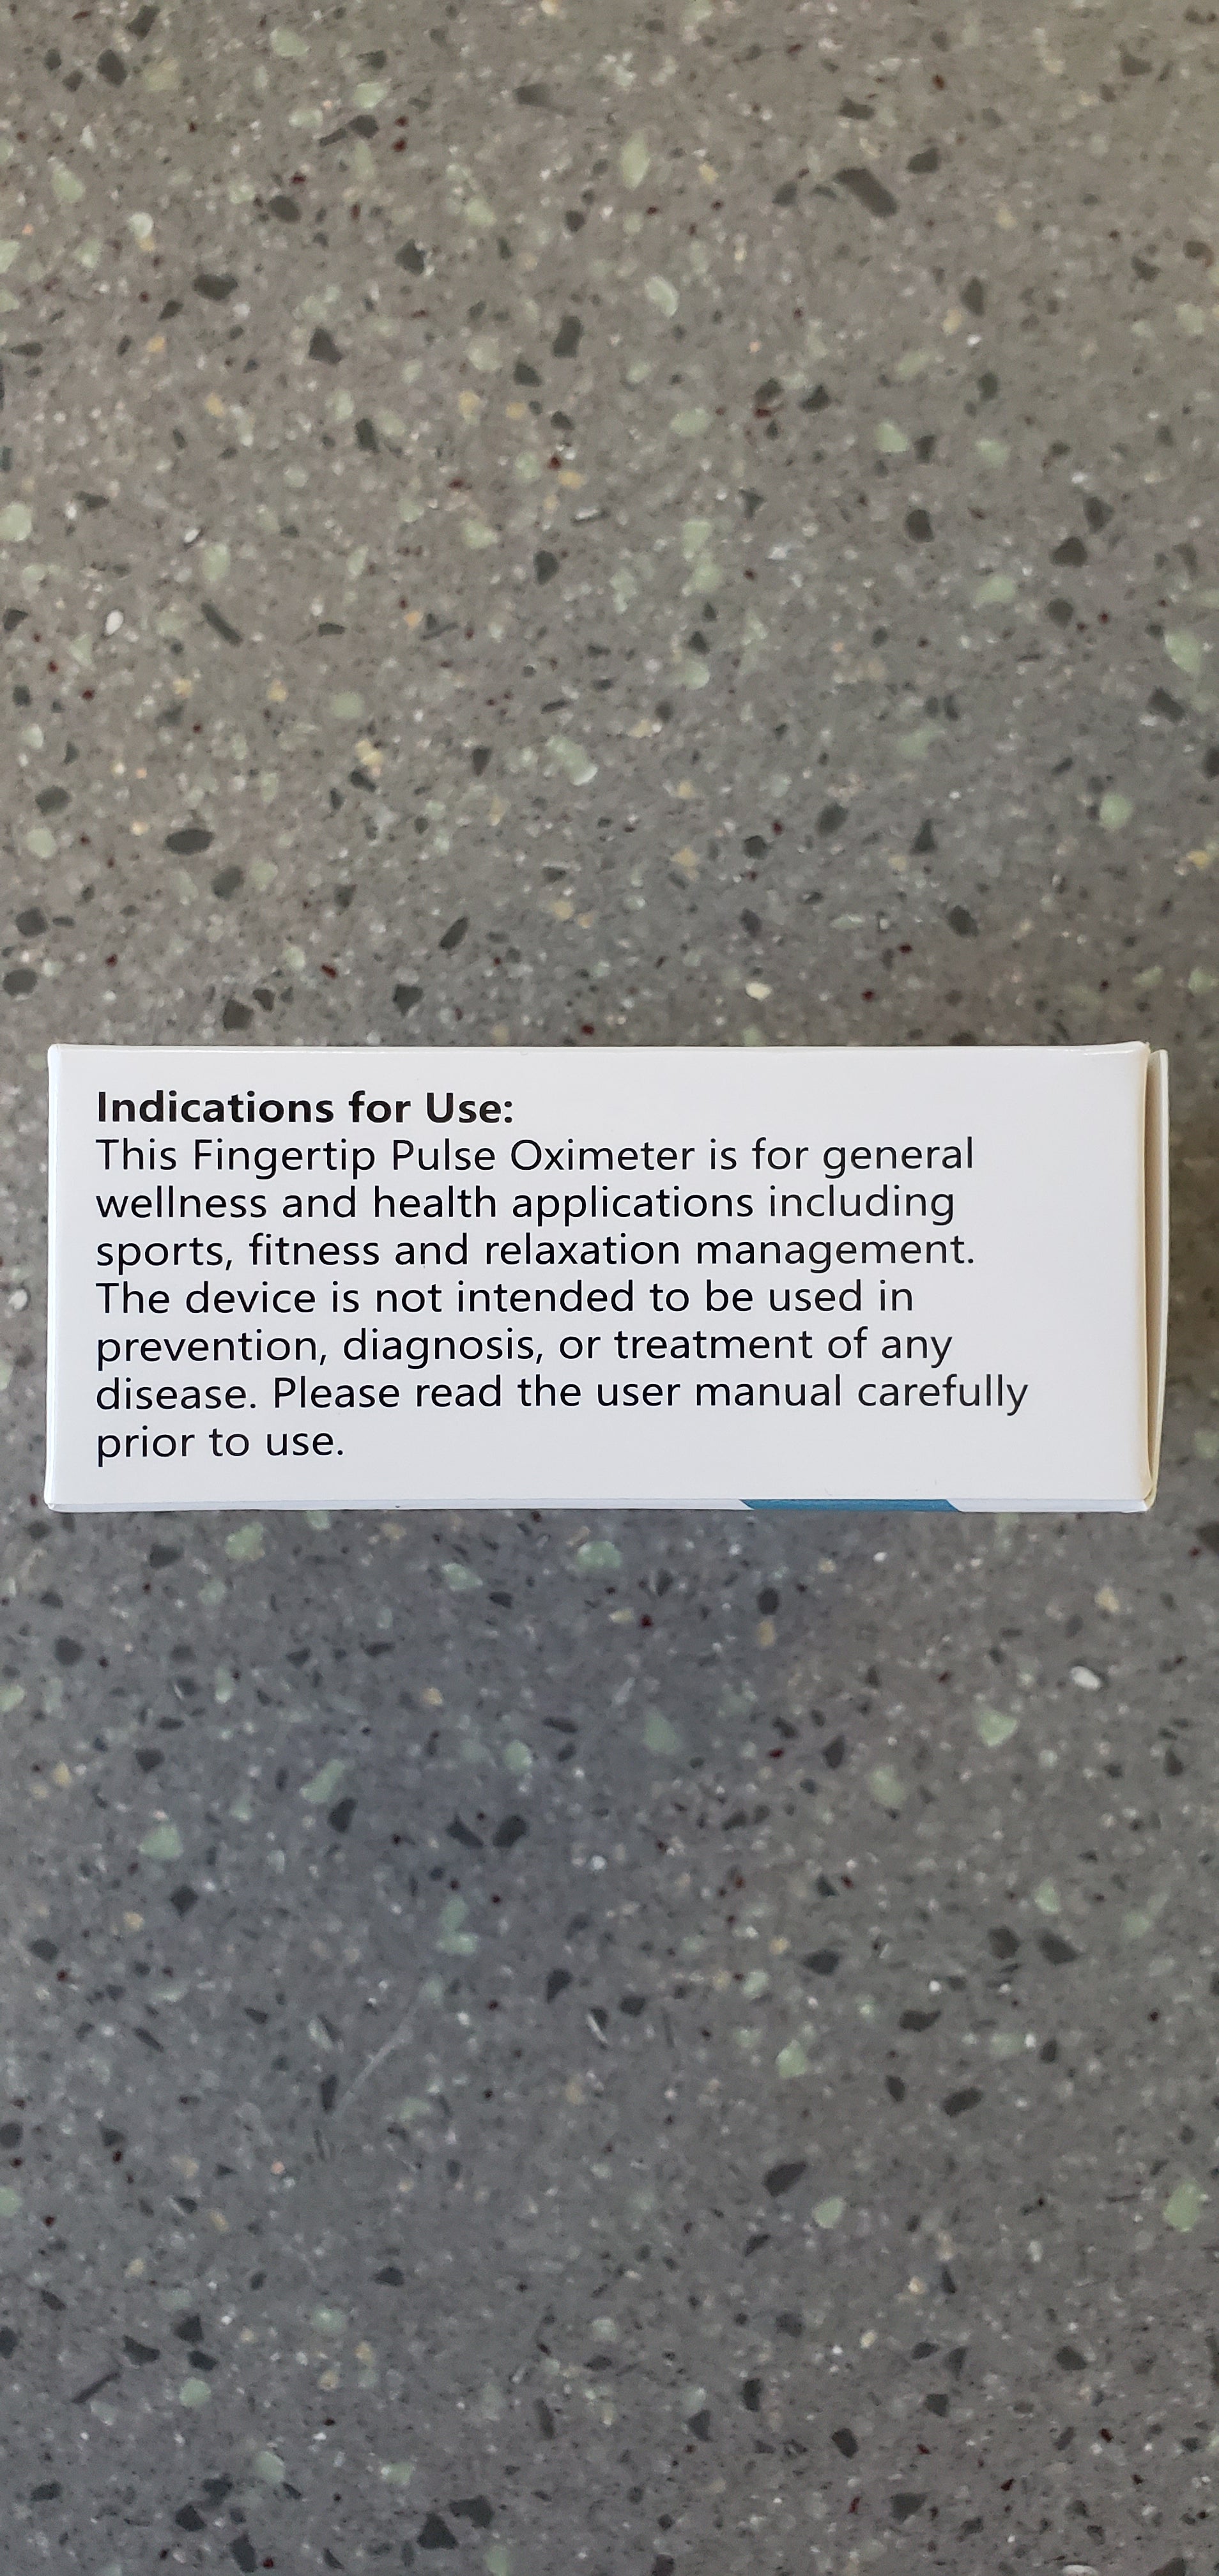 Indications for Use:
This Fingertip Pulse Oximeter is for general
wellness and health applications including
sports, fitness and relaxation management.
The device is not intended to be used in
prevention, diagnosis, or treatment of any
disease. Please read the user manual carefully
prior to use.